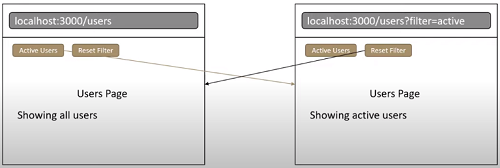 localhost:3000/users
Active Users Reset Filter
Users Page
Showing all users
localhost:3000/users?filter=active
Active Users Reset Filter
Users Page
Showing active users